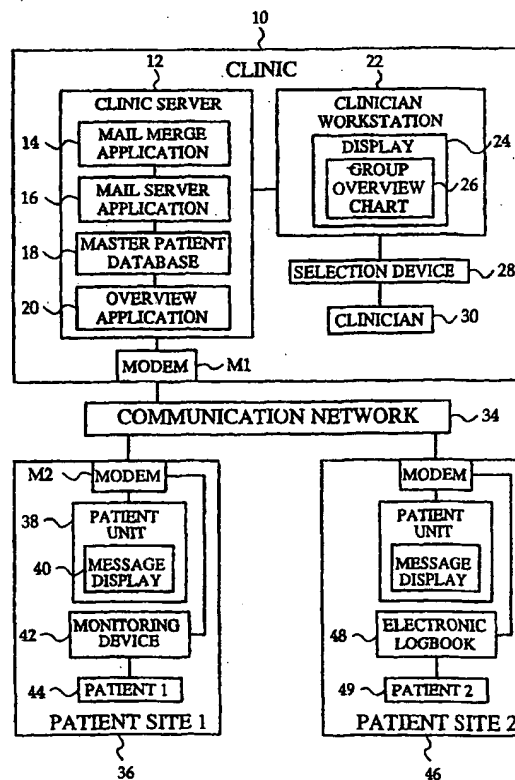 10
CLINIC
12
22
CLINIC SERVER
14
MAIL MERGE
APPLICATION
16
MAIL SERVER
APPLICATION
18
MASTER PATIENT
DATABASE
20
OVERVIEW
APPLICATION
CLINICIAN
WORKSTATION
DISPLAY
24
GROUP
OVERVIEW
CHART
26
SELECTION DEVICE
28
CLINICIAN
30
MODEM
M1
COMMUNICATION NETWORK
34
M2
MODEM
38
PATIENT
UNIT
40
MESSAGE
DISPLAY
42
MONITORING
DEVICE
44
PATIENT 1
PATIENT SITE 1
36
MODEM
PATIENT
UNIT
MESSAGE
DISPLAY
48
ELECTRONIC
LOGBOOK
49
PATIENT 2
PATIENT SITE 2
46